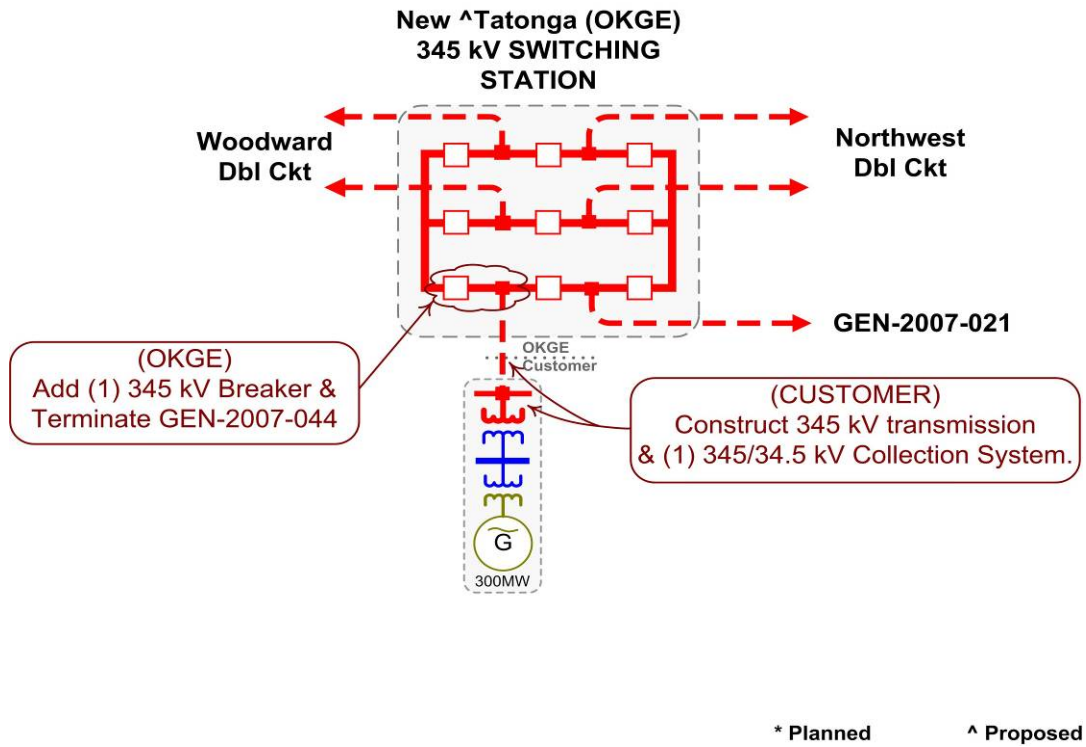 New ^Tatonga (OKGE)
345 kV SWITCHING
STATION
Woodward
Dbl Ckt
Northwest
Dbl Ckt
GEN-2007-021
OKGE
Customer
(OKGE)
Add (1) 345 kV Breaker &
Terminate GEN-2007-044
(CUSTOMER)
Construct 345 kV transmission
& (1) 345/34.5 kV Collection System.
G
300MW
* Planned
^ Proposed